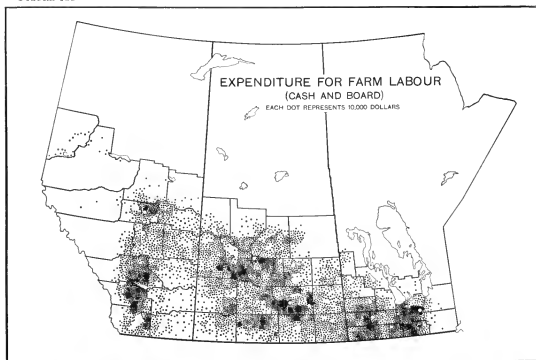 EXPENDITURE FOR FARM LABOUR
(CASH AND BOARD)
EACH DOT REPRESENTS 10,000 DOLLARS